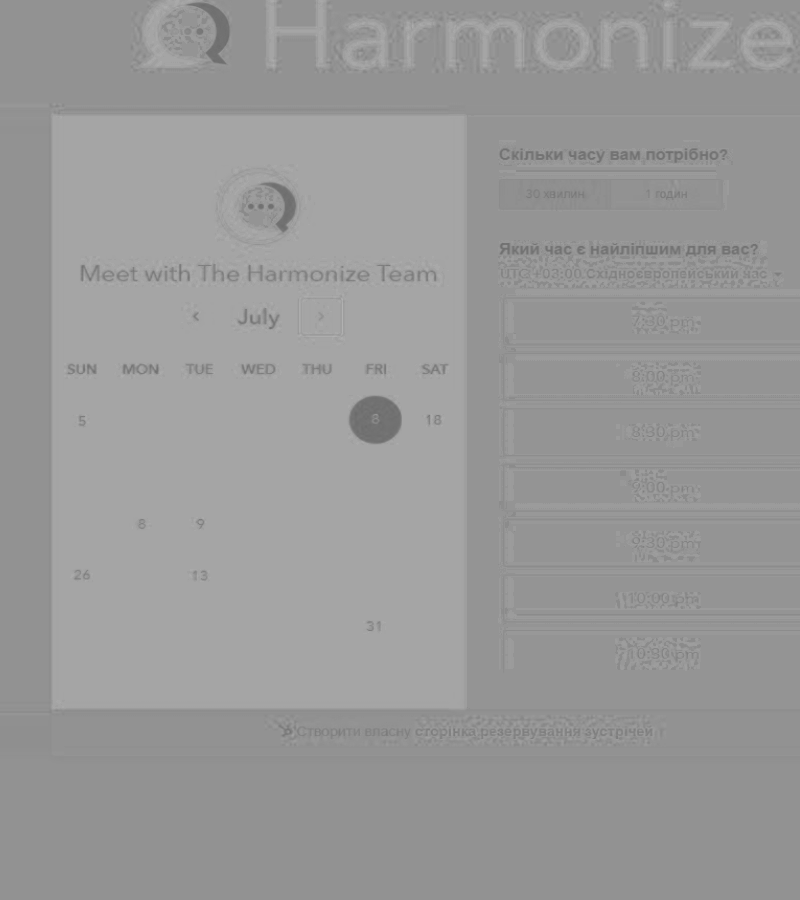 Harmonize
Скільки часу вам потрібно?
30 хвилин
1 годин
Який час є найліпшим для вас?
UTC +03:00 Східноєвропейський час
Meet with The Harmonize Team
July
SUN MON TUE WED THU FRI SAT
5 8 18
8 9
26 13
31
7:30 pm
8:00 pm
8:30 pm
9:00 pm
9:30 pm
10:00 pm
10:30 pm
Створити власну сторінка резервування зустрічей